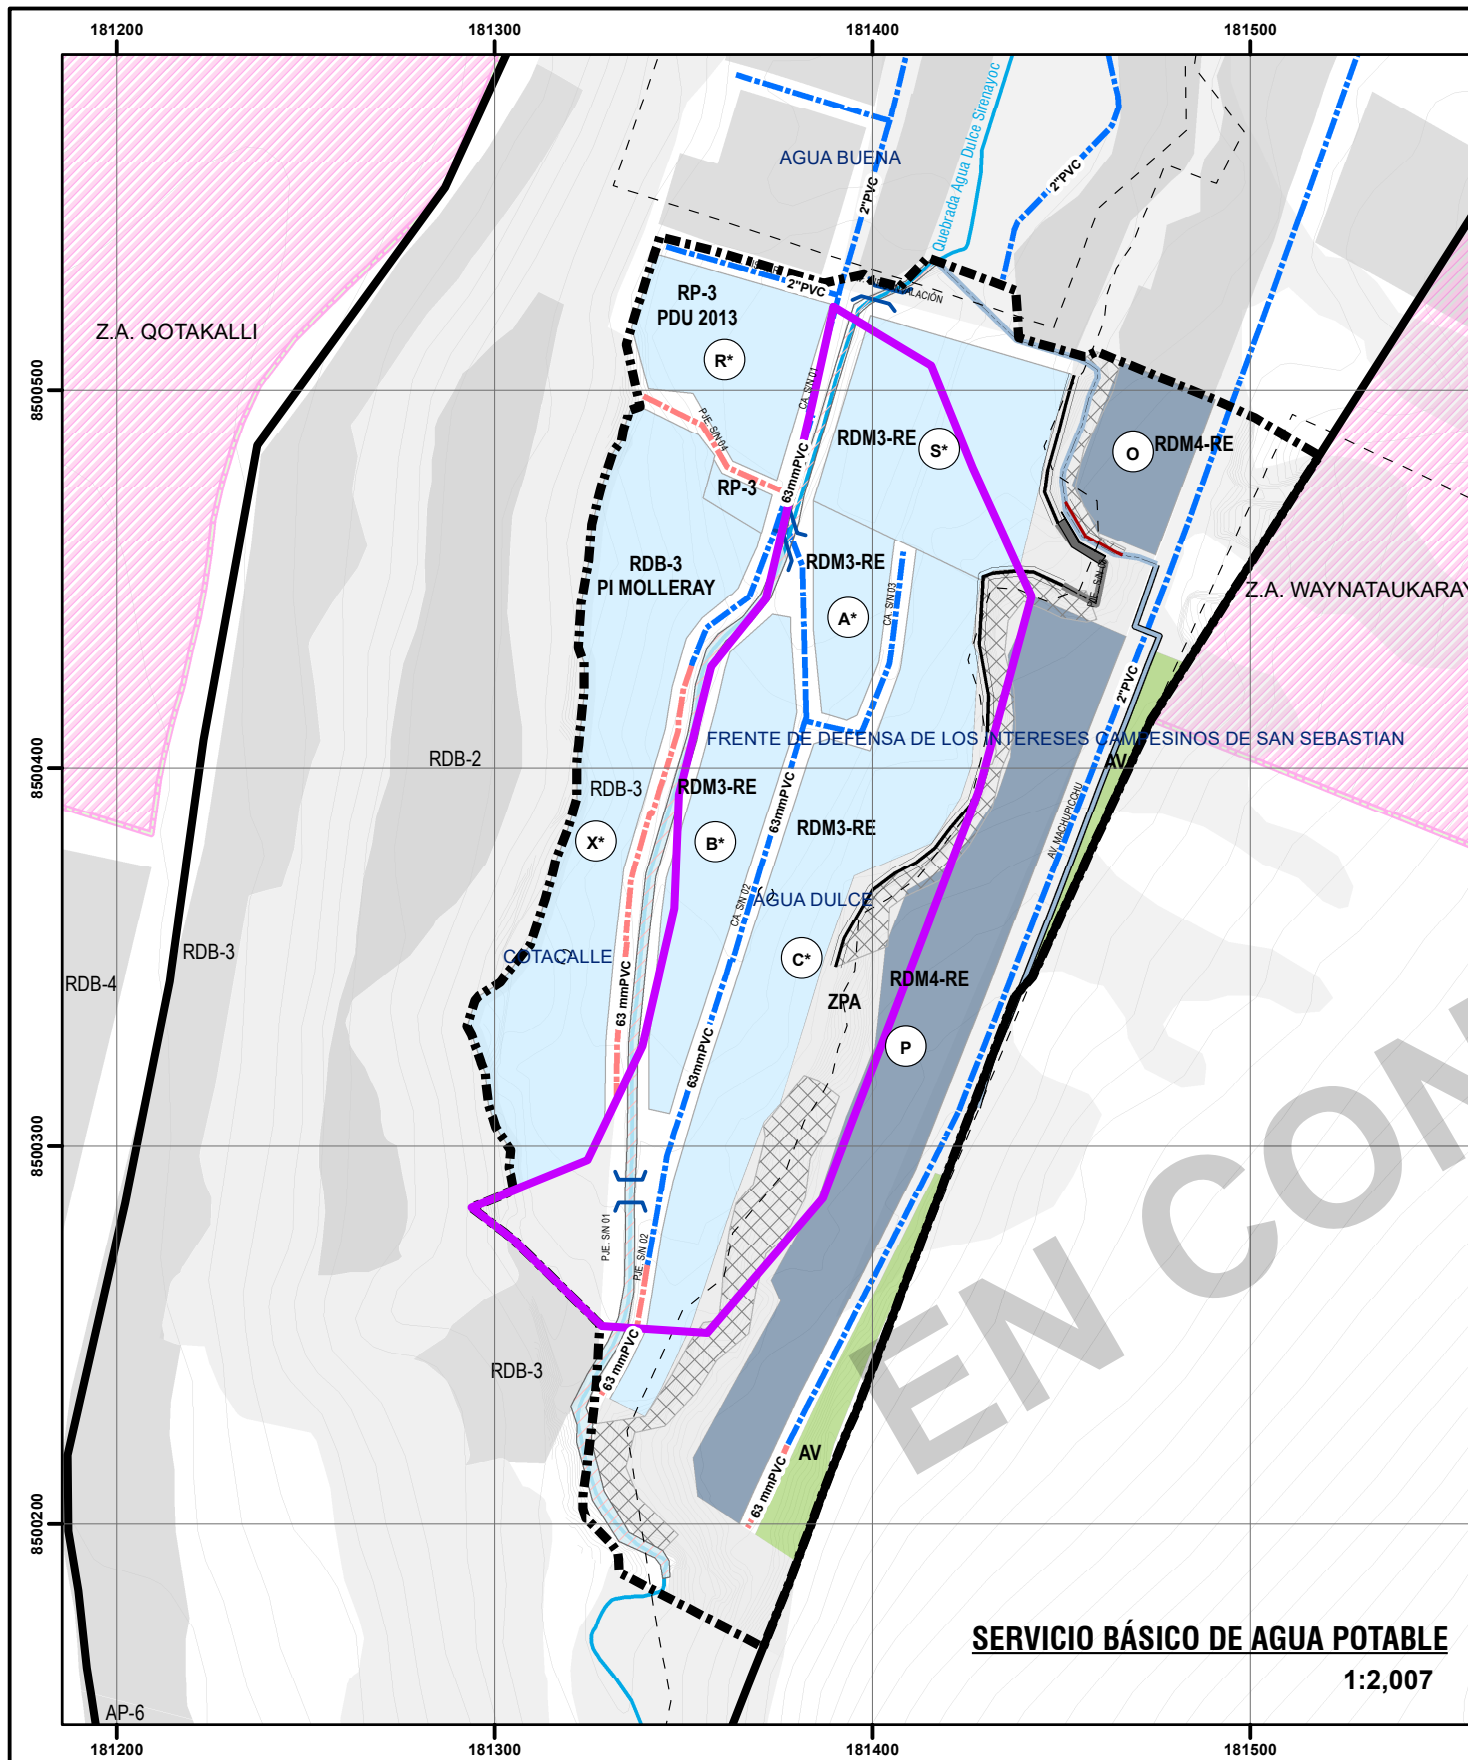 181200
181300
181400
181500
Quebrada Agua Dulce Sirenayoc
AGUA BUENA
2"PVC
2"PVC
2"PVC
RP-3
PDU 2013
R*
Z.A. QOTAKALLI
8500500
CA. S/N 01
PJE. S/N 04
RDM3-RE
S*
O
RDM4-RE
63mmPVC
RP-3
RDB-3
PI MOLLERAY
RDM3-RE
A*
CA. S/N 03
Z.A. WAYNATAUKARAY
2"PVC
FRENTE DE DEFENSA DE LOS INTERESES CAMPESINOS DE SAN SEBASTIAN
RDB-2
AV
8500400
RDB-3
RDM3-RE
63mmPVC
RDM3-RE
AV. MACHUPICCHU
X*
B*
CA. S/N 02
AGUA DULCE
RDB-3
COTACALLE
C*
RDB-4
63 mmPVC
RDM4-RE
ZPA
P
63mmPVC
8500300
PJE. S/N 01
PJE. S/N 02
EN CON
RDB-3
63 mmPVC
AV
63 mmPVC
8500200
SERVICIO BÁSICO DE AGUA POTABLE
1:2,007
AP-6
181200
181300
181400
181500